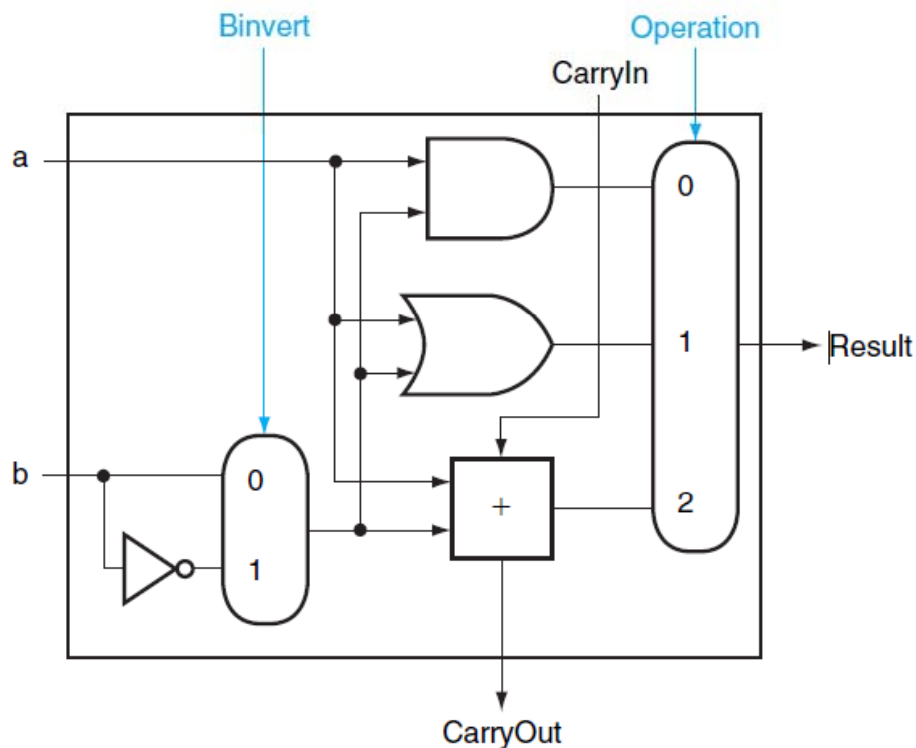 Binvert
Operation
CarryIn
a
0
1
Result
b
0
+
2
1
CarryOut